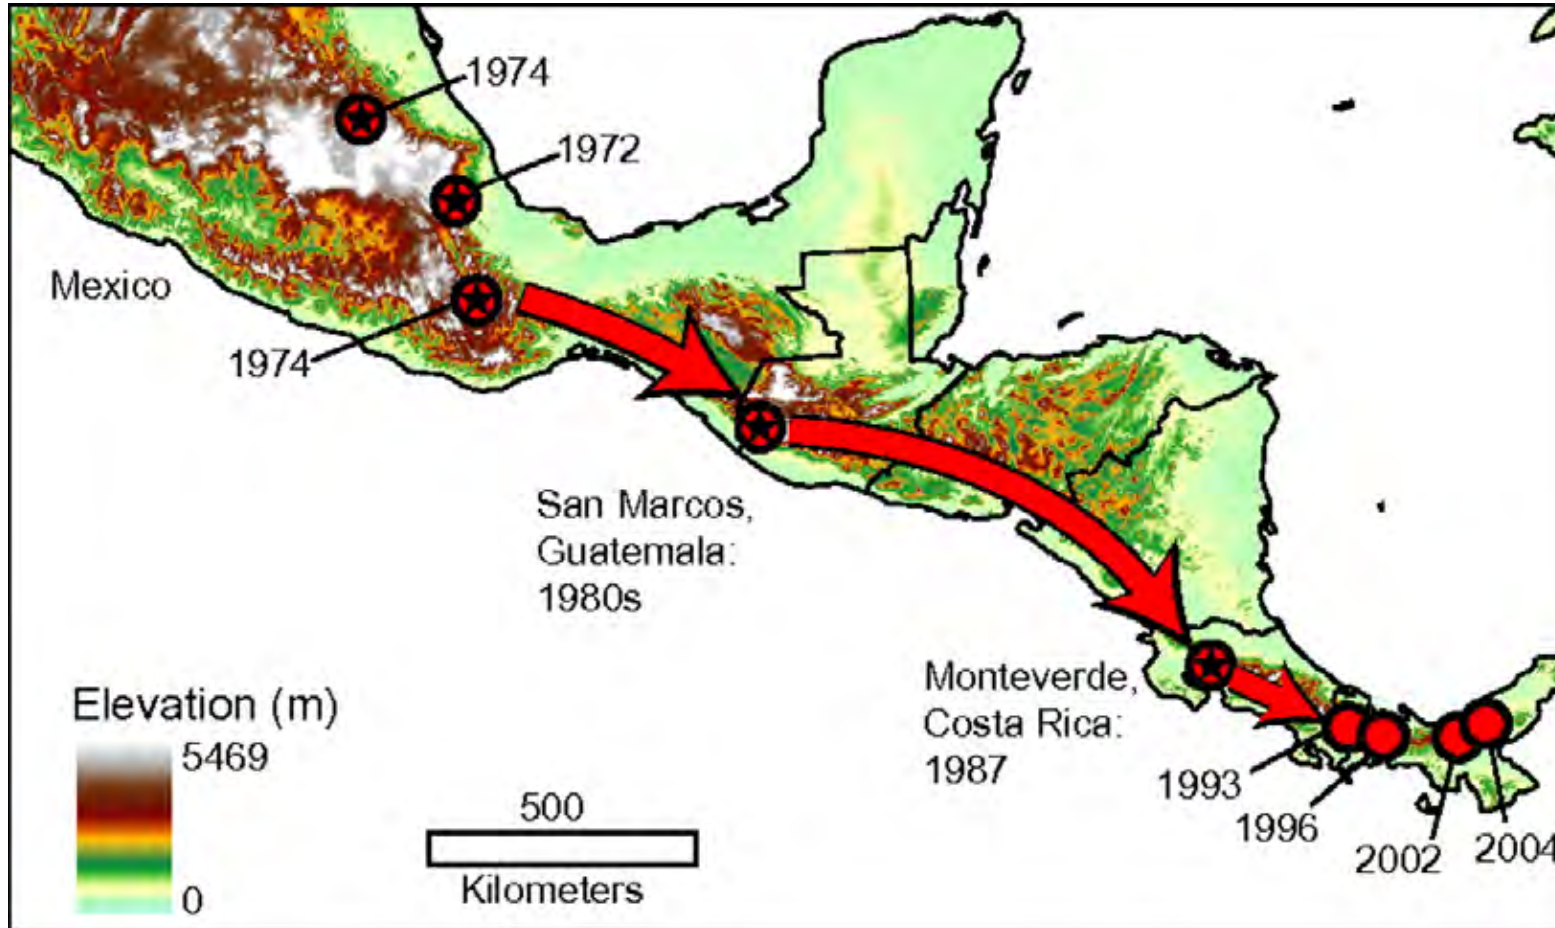 1974
1972
Mexico
1974
San Marcos,
Guatemala:
1980s
Monteverde,
Costa Rica:
1987
1993
1996
2002
2004
Elevation (m)
5469
0
500
Kilometers